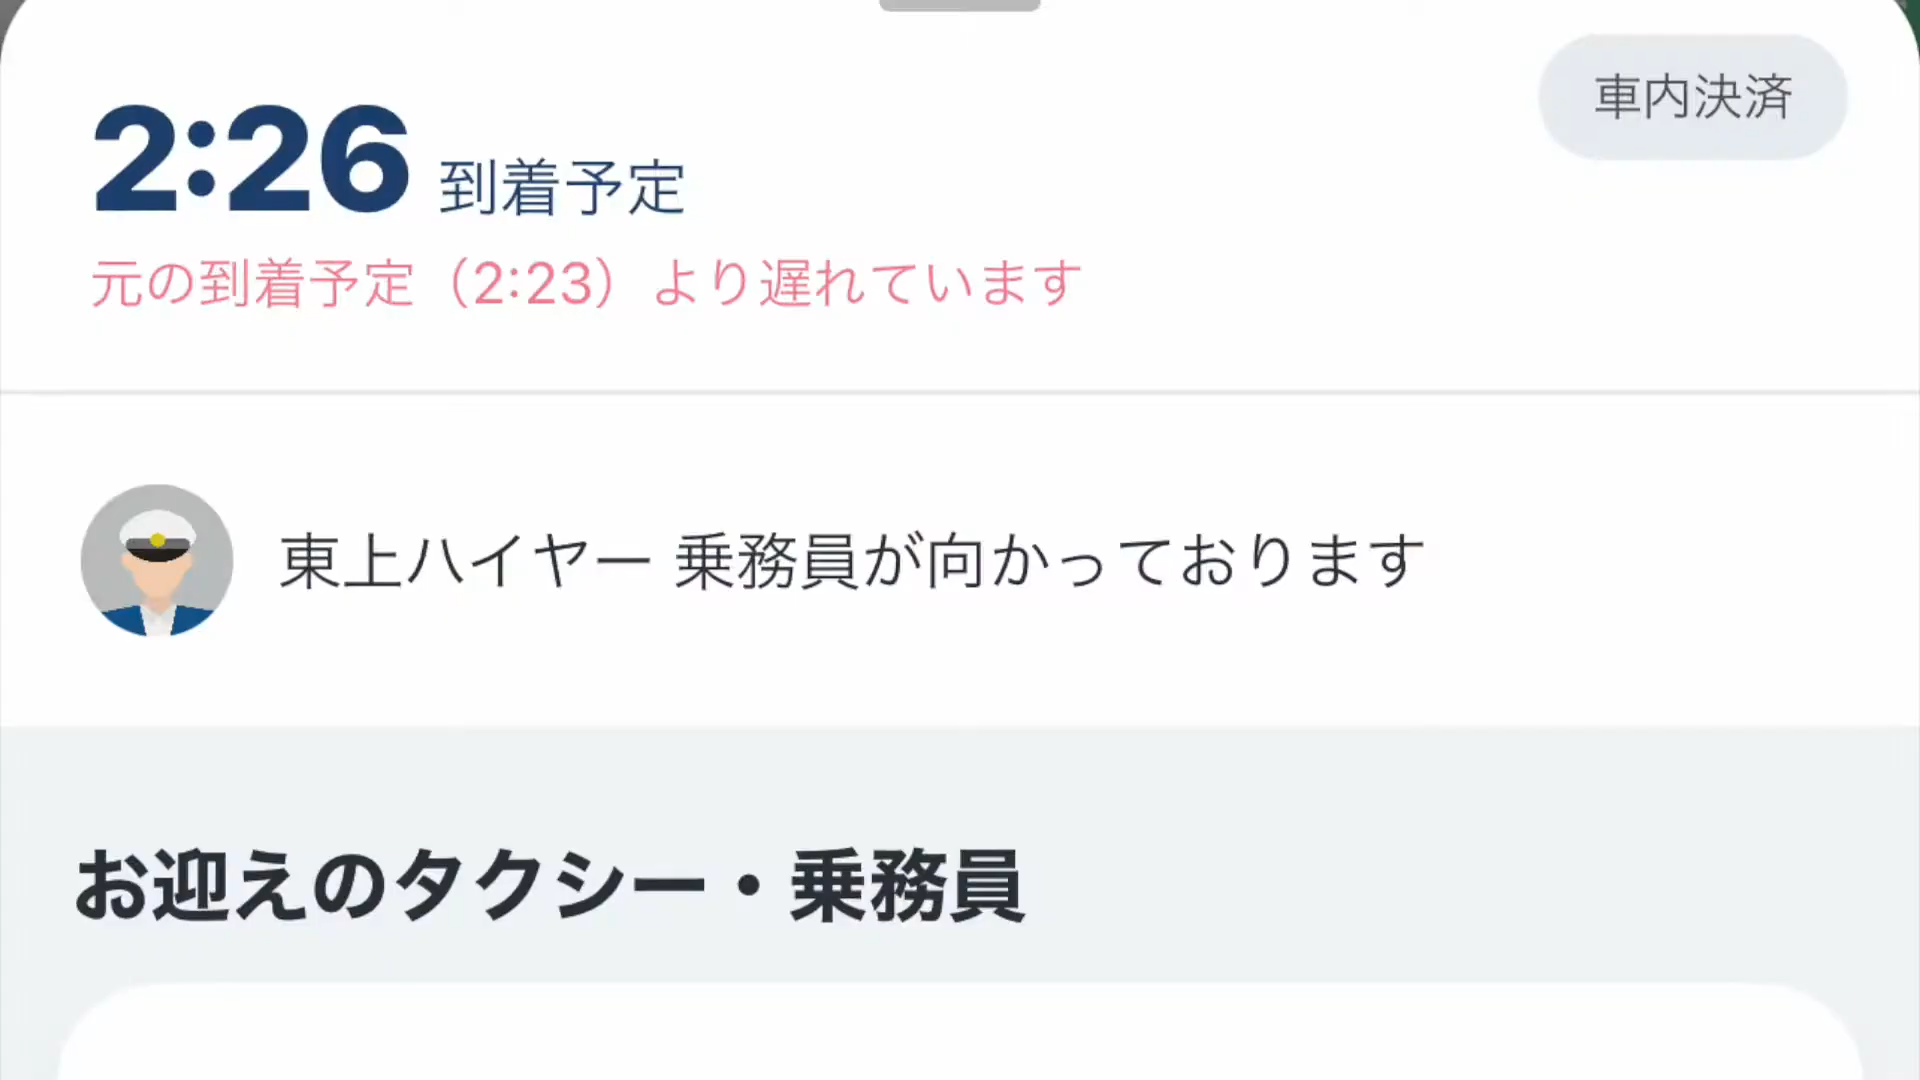 車内決済
2:26 到着予定
元の到着予定（2:23）より遅れています
東上ハイヤー 乗務員が向かっております
お迎えのタクシー・乗務員